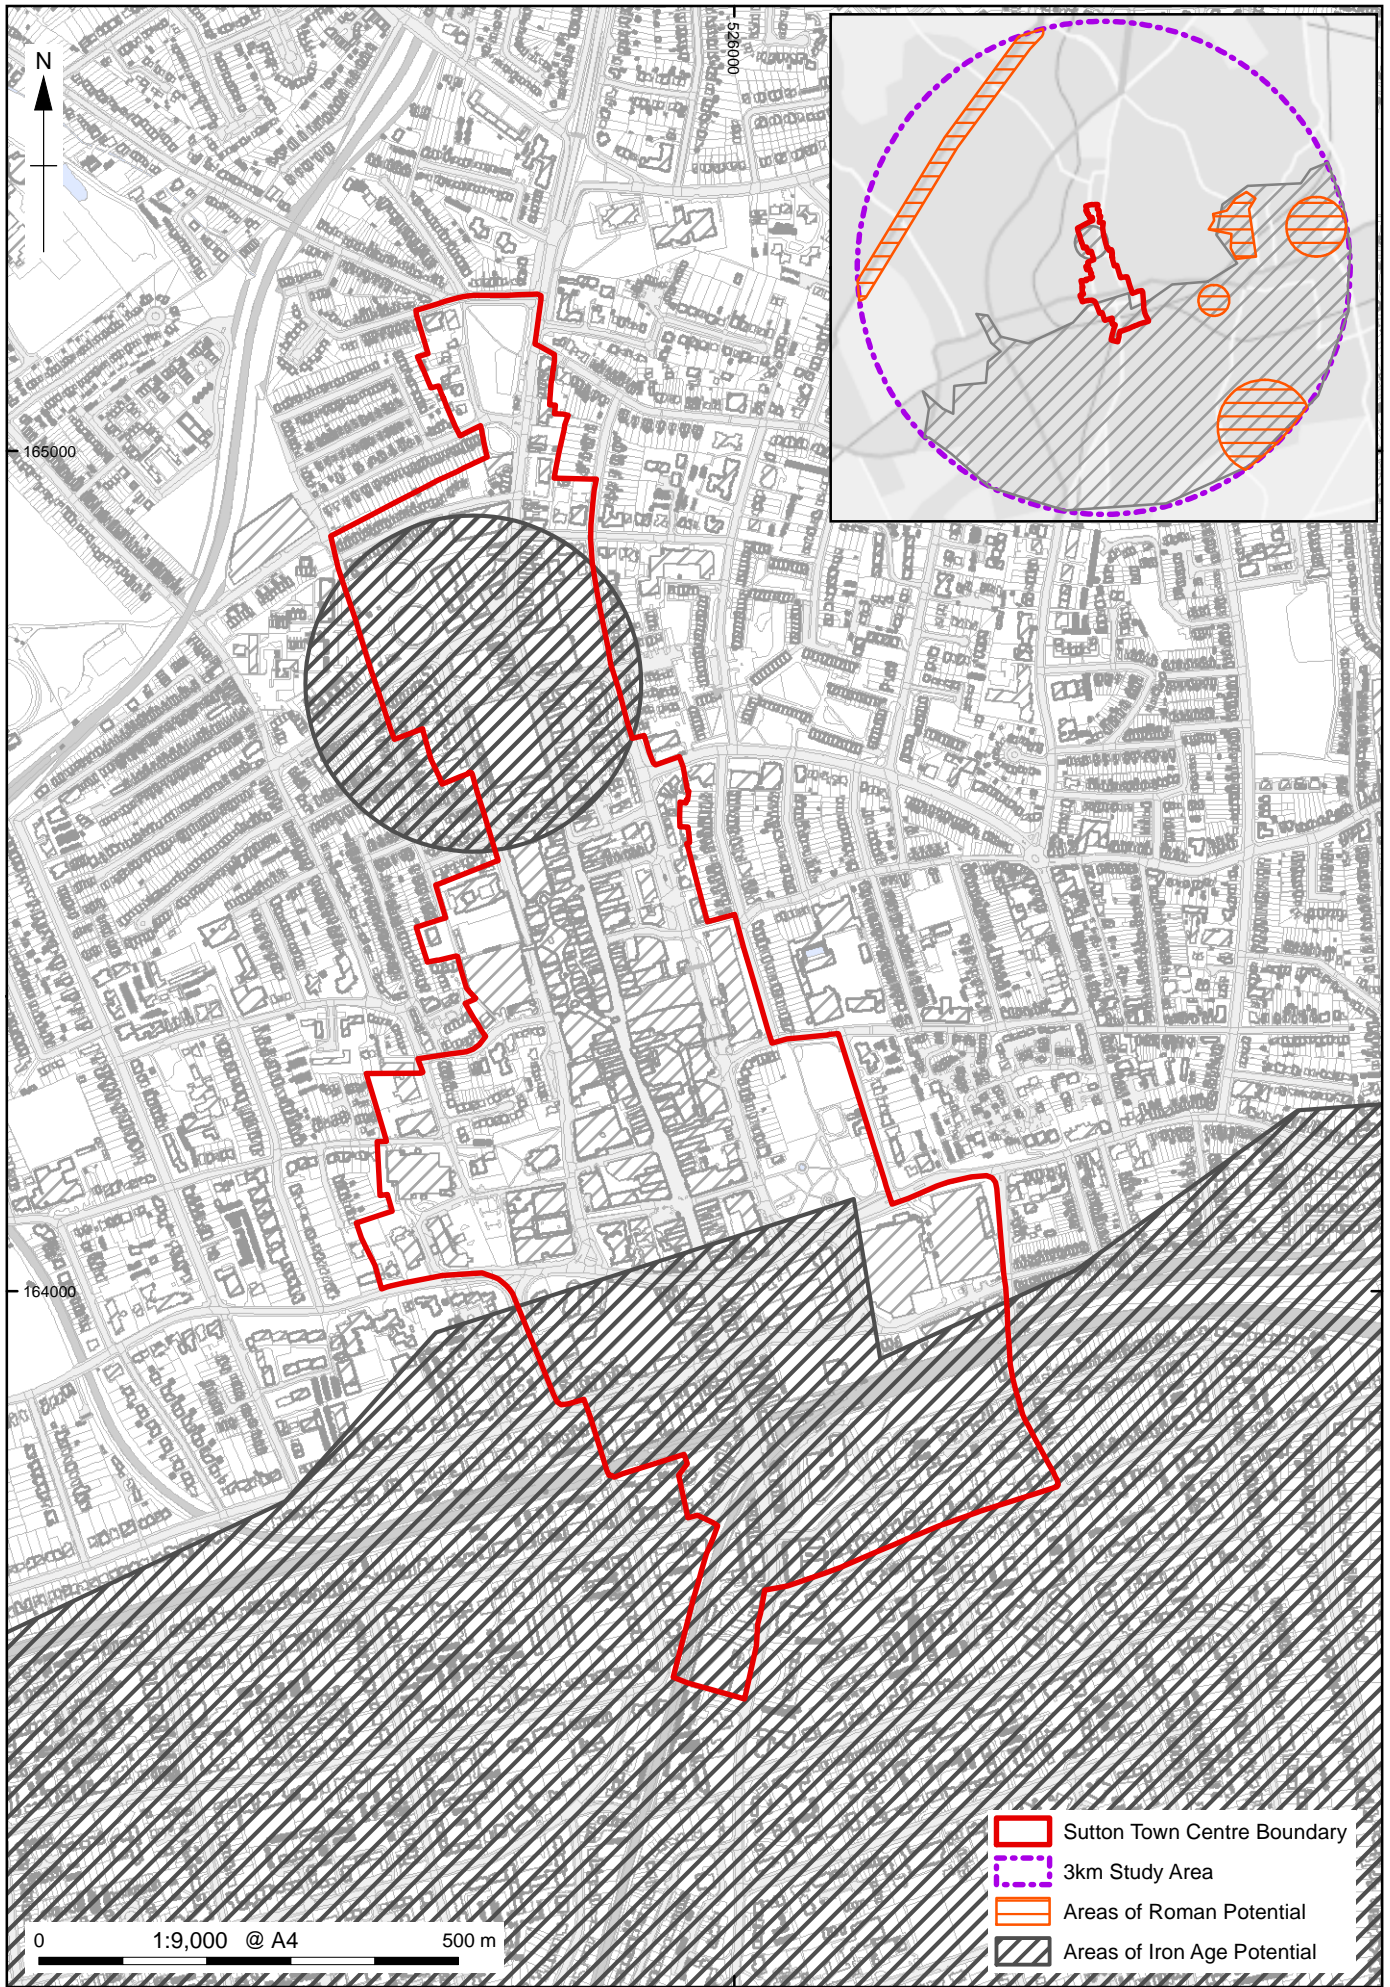 N
526000
165000
164000
Sutton Town Centre Boundary
3km Study Area
Areas of Roman Potential
Areas of Iron Age Potential
0 1:9,000 @ A4 500 m